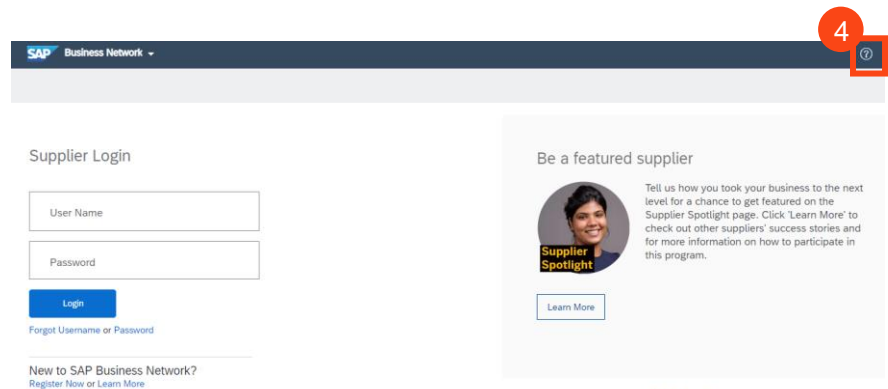 4
SAP Business Network
?
Supplier Login
User Name
Password
Login
Forgot Username or Password
New to SAP Business Network?
Register Now or Learn More
Be a featured supplier
Supplier
Spotlight
Tell us how you took your business to the next
level for a chance to get featured on the
Supplier Spotlight page. Click 'Learn More' to
check out other suppliers' success stories and
for more information on how to participate in
this program.
Learn More